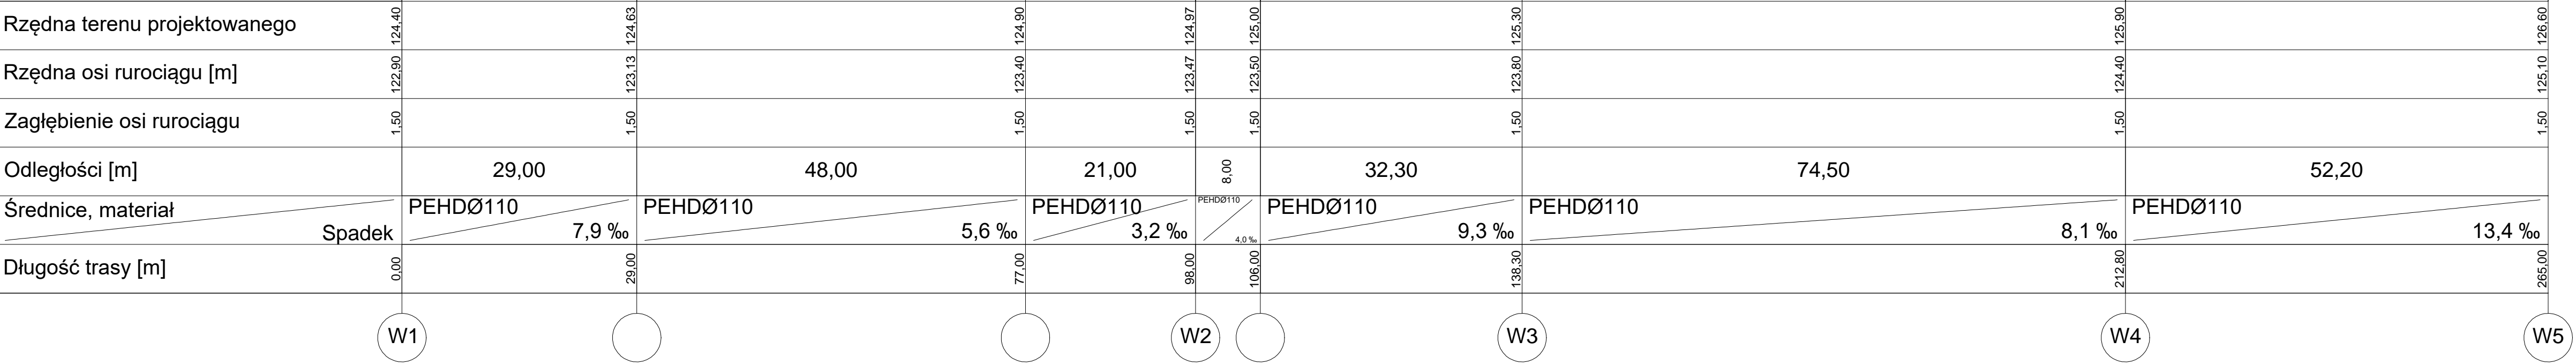 Rzędna terenu projektowanego 124,40 124,63 124,90 124,97 125,00 125,30 125,90 126,60
Rzędna osi rurociągu [m] 122,90 123,13 123,40 123,47 123,50 123,80 124,40 125,10
Zagłębienie osi rurociągu 1,50 1,50 1,50 1,50 1,50 1,50 1,50 1,50
Odległości [m] 29,00 48,00 21,00 8,00 32,30 74,50 52,20
Średnice, materiał PEHDØ110 PEHDØ110 PEHDØ110 PEHDØ110 PEHDØ110 PEHDØ110 PEHDØ110
Spadek 7,9 ‰ 5,6 ‰ 3,2 ‰ 4,0 ‰ 9,3 ‰ 8,1 ‰ 13,4 ‰
Długość trasy [m] 0,00 29,00 77,00 98,00 106,00 138,30 212,80 265,00
W1 W2 W3 W4 W5